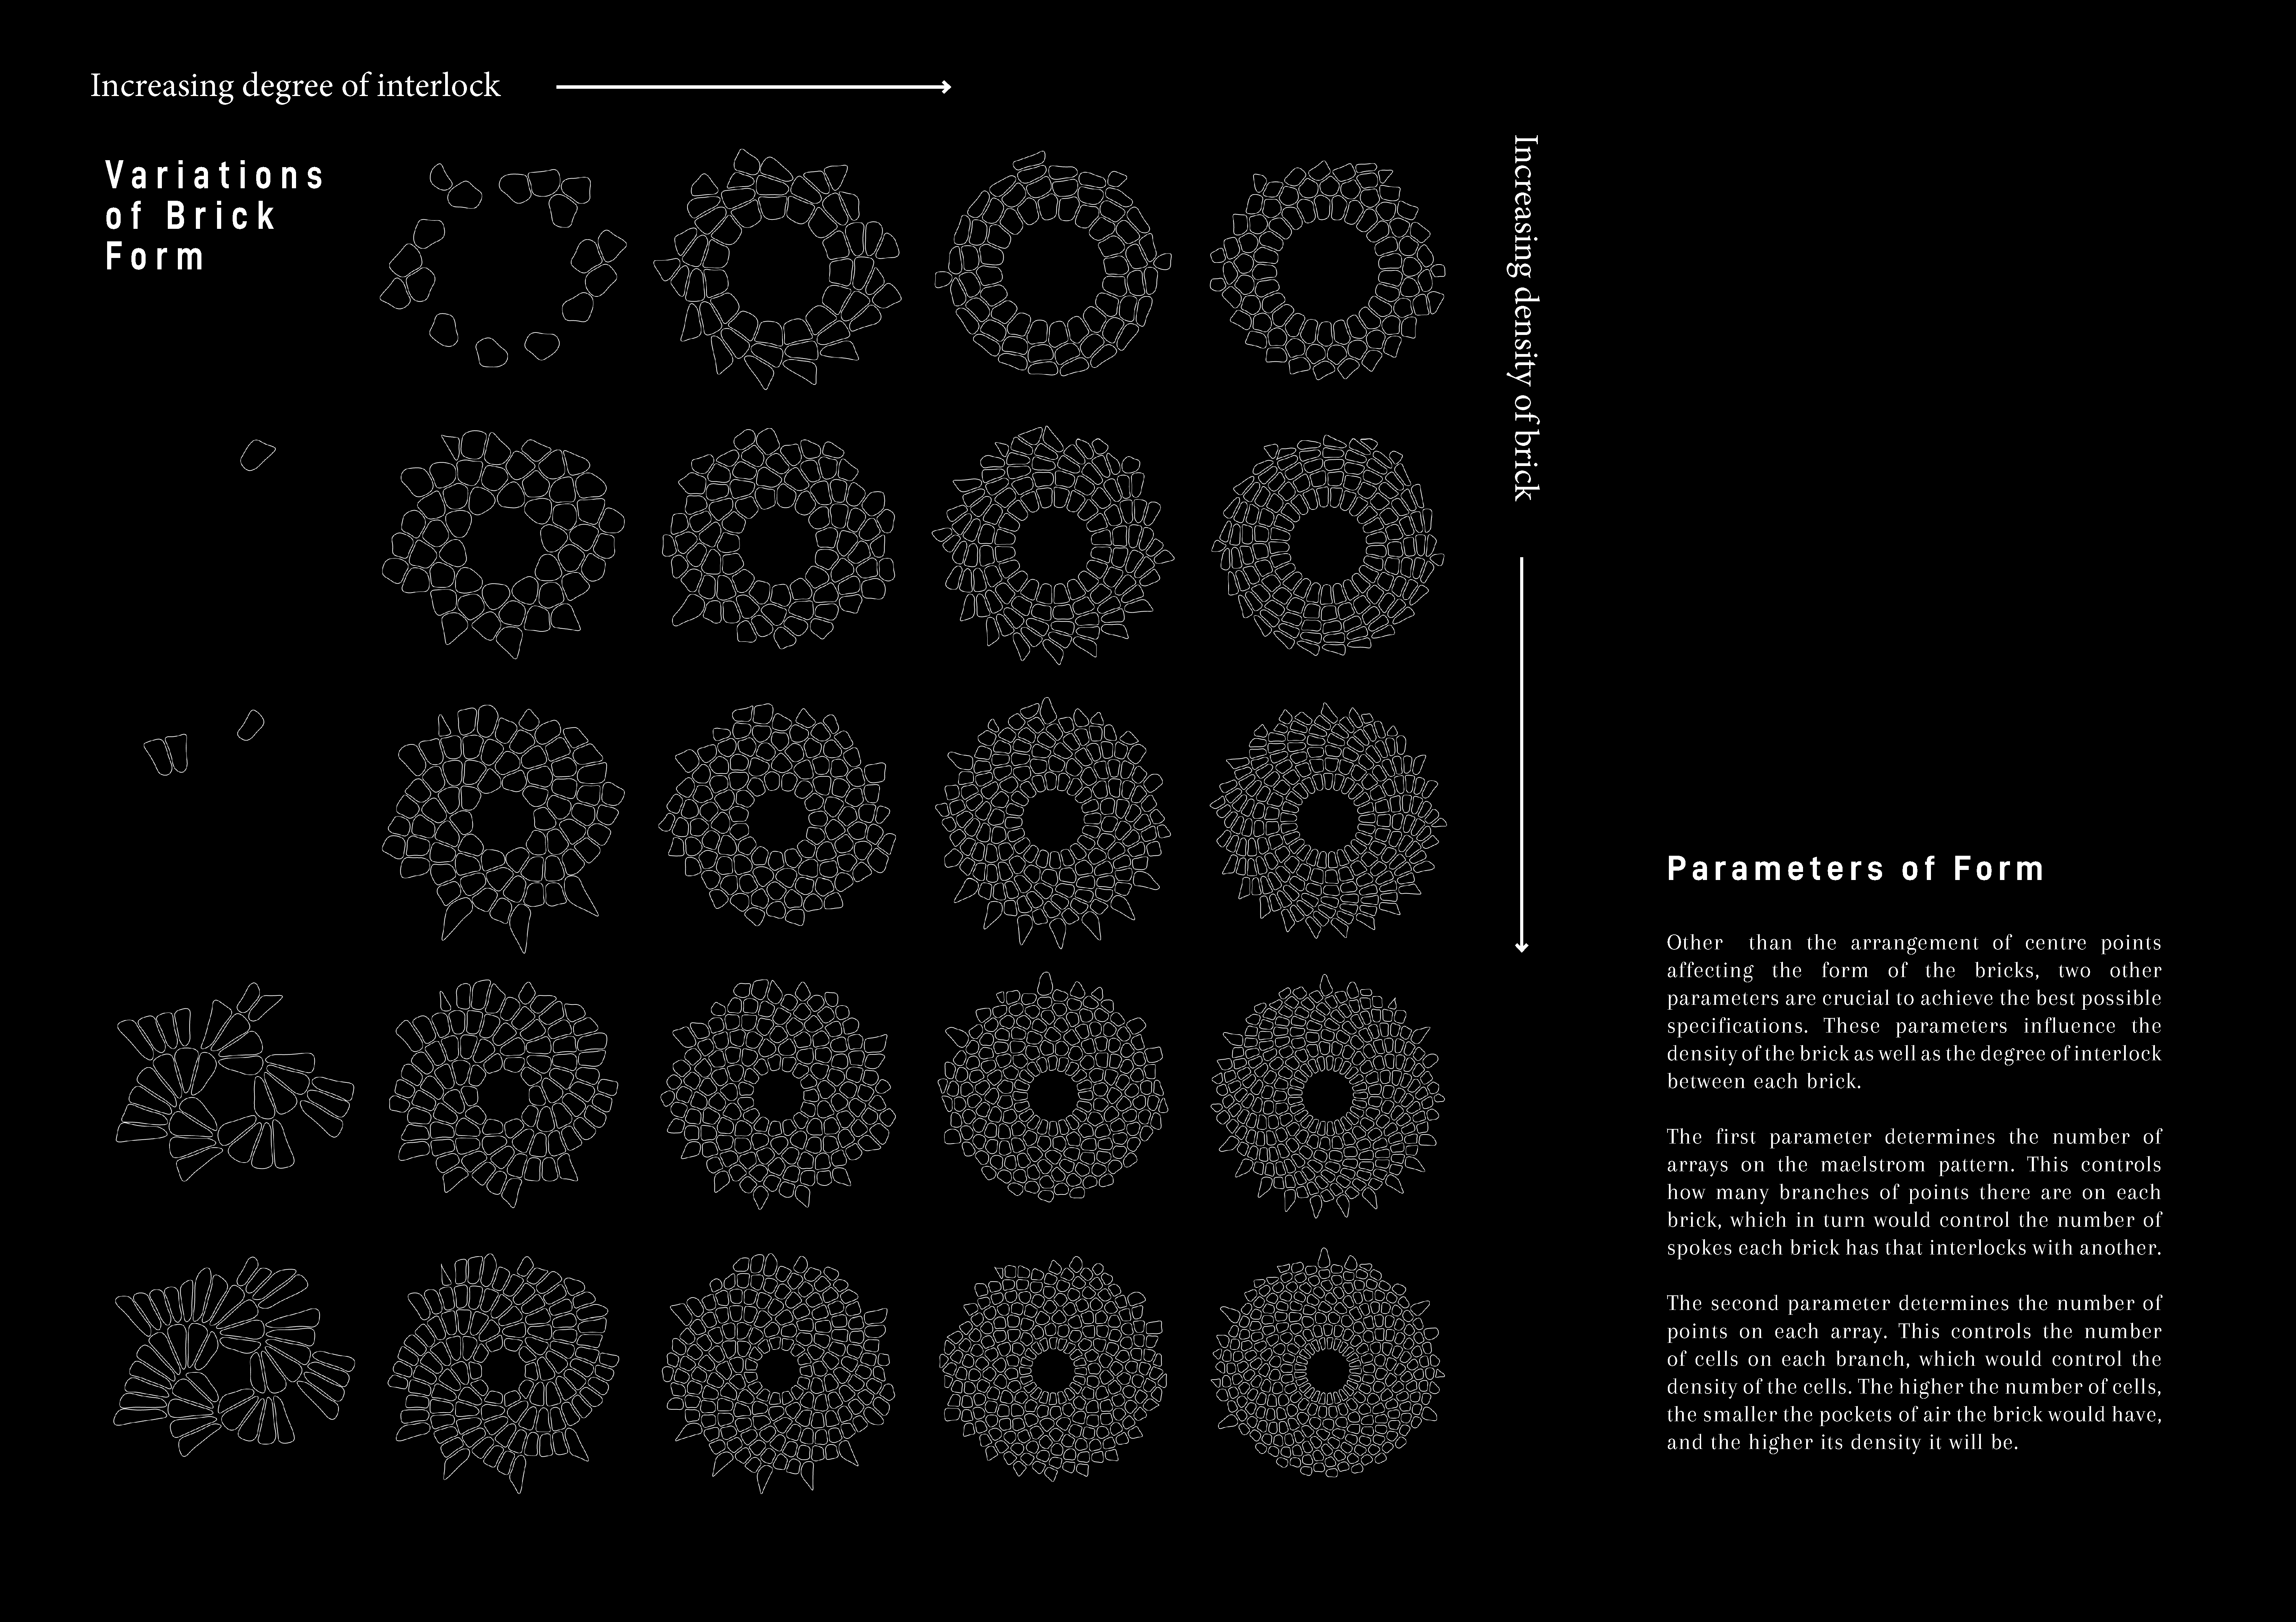 Increasing degree of interlock
Variations
of Brick
Form
Increasing density of brick
Parameters of Form
Other than the arrangement of centre points
affecting the form of the bricks, two other
parameters are crucial to achieve the best possible
specifications. These parameters influence the
density of the brick as well as the degree of interlock
between each brick.
The first parameter determines the number of
arrays on the maelstrom pattern. This controls
how many branches of points there are on each
brick, which in turn would control the number of
spokes each brick has that interlocks with another.
The second parameter determines the number of
points on each array. This controls the number
of cells on each branch, which would control the
density of the cells. The higher the number of cells,
the smaller the pockets of air the brick would have,
and the higher its density it will be.